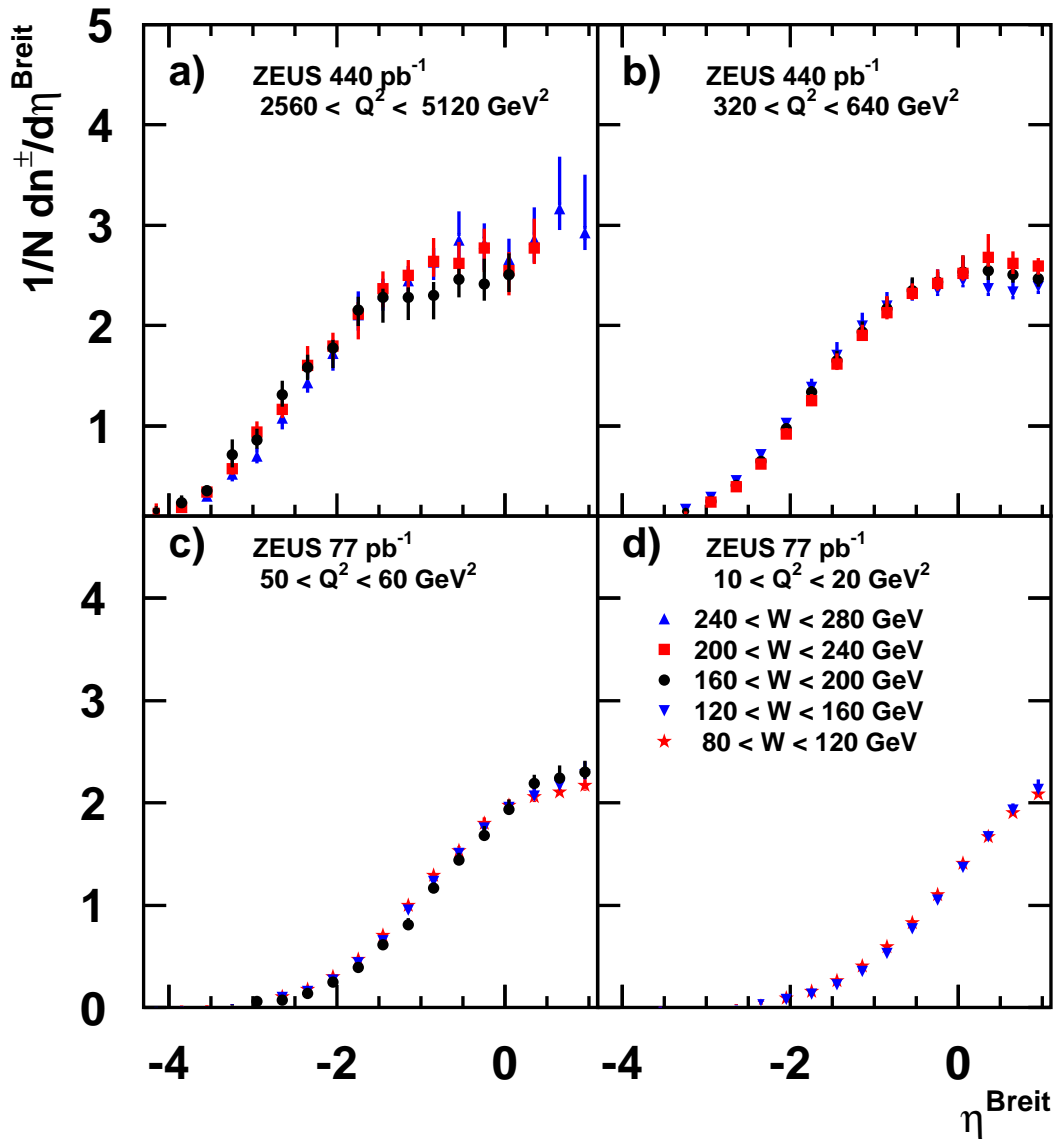 1/N dn±/dηBreit
5
4
3
2
1
a)
ZEUS 440 pb-1
2560 < Q2 < 5120 GeV2
b)
ZEUS 440 pb-1
320 < Q2 < 640 GeV2
4
3
2
1
0
c)
ZEUS 77 pb-1
50 < Q2 < 60 GeV2
d)
ZEUS 77 pb-1
10 < Q2 < 20 GeV2
240 < W < 280 GeV
200 < W < 240 GeV
160 < W < 200 GeV
120 < W < 160 GeV
80 < W < 120 GeV
-4 -2 0
-4 -2 0
ηBreit